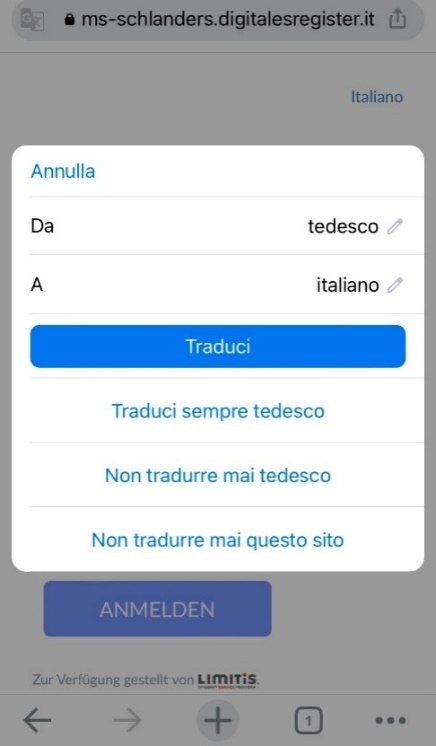 ms-schlanders.digitalesregister.it
Italiano
Annulla
Da tedesco
A italiano
Traduci
Traduci sempre tedesco
Non tradurre mai tedesco
Non tradurre mai questo sito
ANMELDEN
Zur Verfügung gestellt von LIMITIS
1